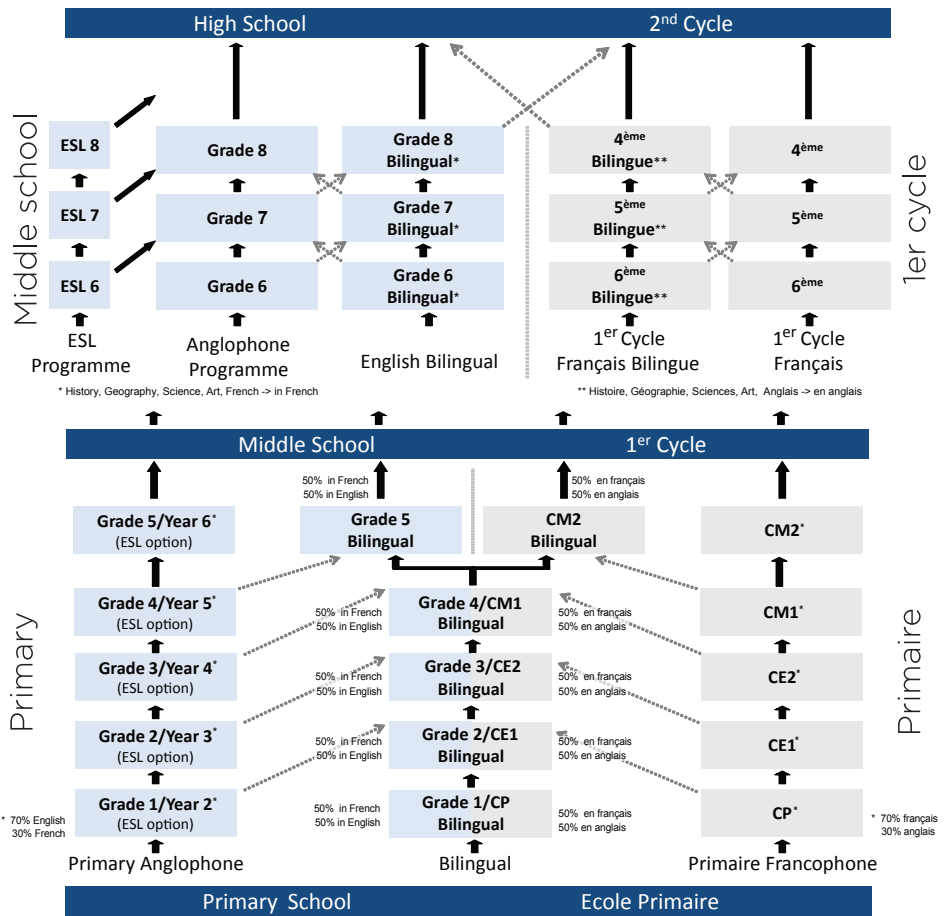 High School
2nd Cycle
Middle school
1er cycle
ESL 8
Grade 8
Grade 8
Bilingual*
4ème
Bilingue**
4ème
ESL 7
Grade 7
Grade 7
Bilingual*
5ème
Bilingue**
5ème
ESL 6
Grade 6
Grade 6
Bilingual*
6ème
Bilingue**
6ème
ESL
Programme
Anglophone
Programme
English Bilingual
1er Cycle
Français Bilingue
1er Cycle
Français
* History, Geography, Science, Art, French -> in French
** Histoire, Géographie, Sciences, Art, Anglais -> en anglais
Middle School
1er Cycle
50% in French
50% in English
50% en français
50% en anglais
Grade 5/Year 6*
(ESL option)
Grade 5
Bilingual
CM2
Bilingual
CM2*
Primary
Primaire
Grade 4/Year 5*
(ESL option)
50% in French
50% in English
Grade 4/CM1
Bilingual
50% en français
50% en anglais
CM1*
Grade 3/Year 4*
(ESL option)
50% in French
50% in English
Grade 3/CE2
Bilingual
50% en français
50% en anglais
CE2*
Grade 2/Year 3*
(ESL option)
50% in French
50% in English
Grade 2/CE1
Bilingual
50% en français
50% en anglais
CE1*
* 70% English
30% French
Grade 1/Year 2*
(ESL option)
50% in French
50% in English
Grade 1/CP
Bilingual
50% en français
50% en anglais
CP*
* 70% français
30% anglais
Primary Anglophone
Bilingual
Primaire Francophone
Primary School
Ecole Primaire